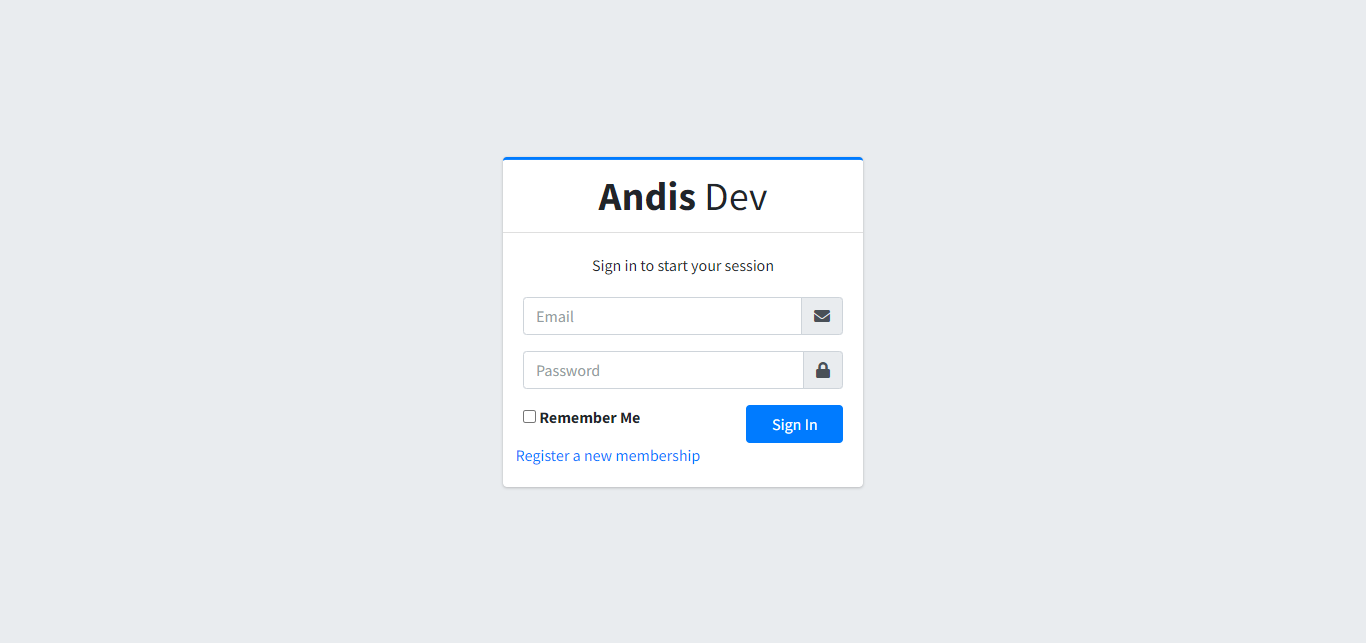 Andis Dev
Sign in to start your session
Email
Password
Remember Me
Sign In
Register a new membership